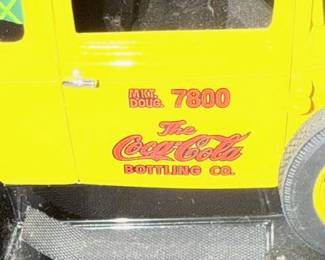 MKT.
DOUG. 7800
The
Coca-Cola
BOTTLING CO.